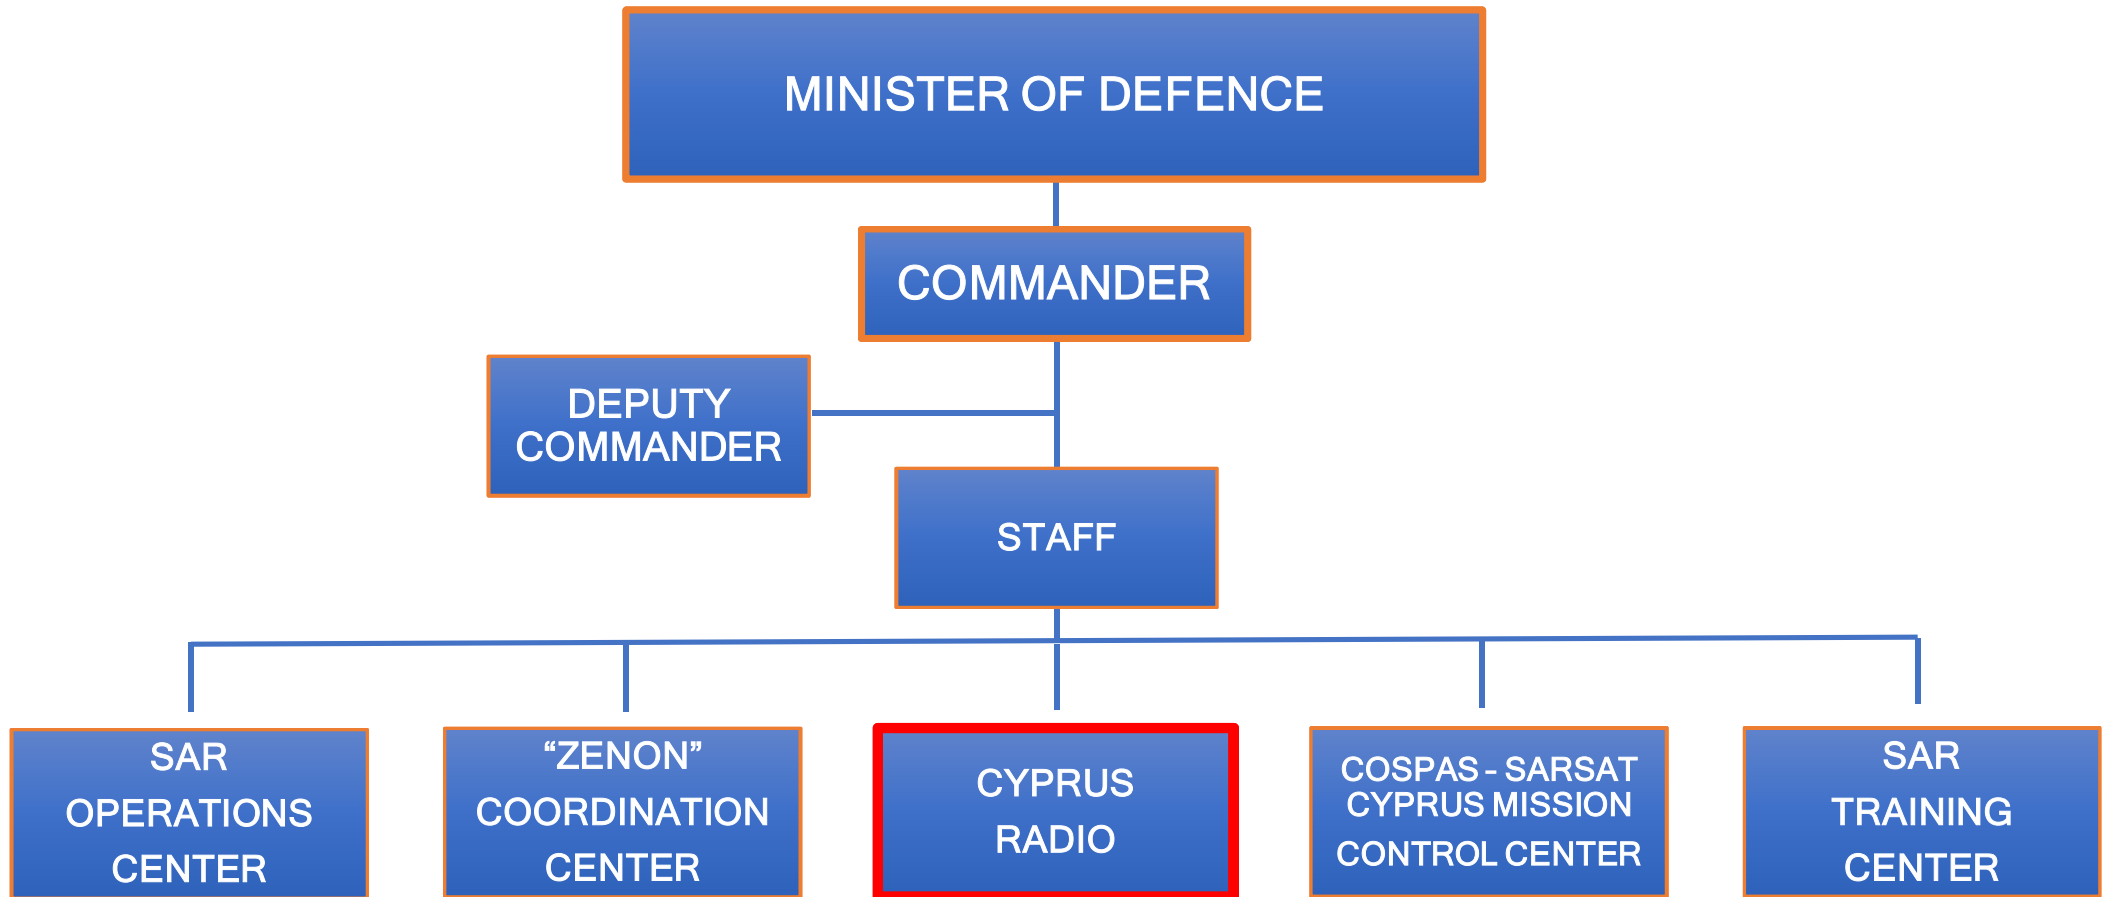 MINISTER OF DEFENCE
COMMANDER
DEPUTY
COMMANDER
STAFF
SAR
OPERATIONS
CENTER
“ZENON”
COORDINATION
CENTER
CYPRUS
RADIO
COSPAS - SARSAT
CYPRUS MISSION
CONTROL CENTER
SAR
TRAINING
CENTER